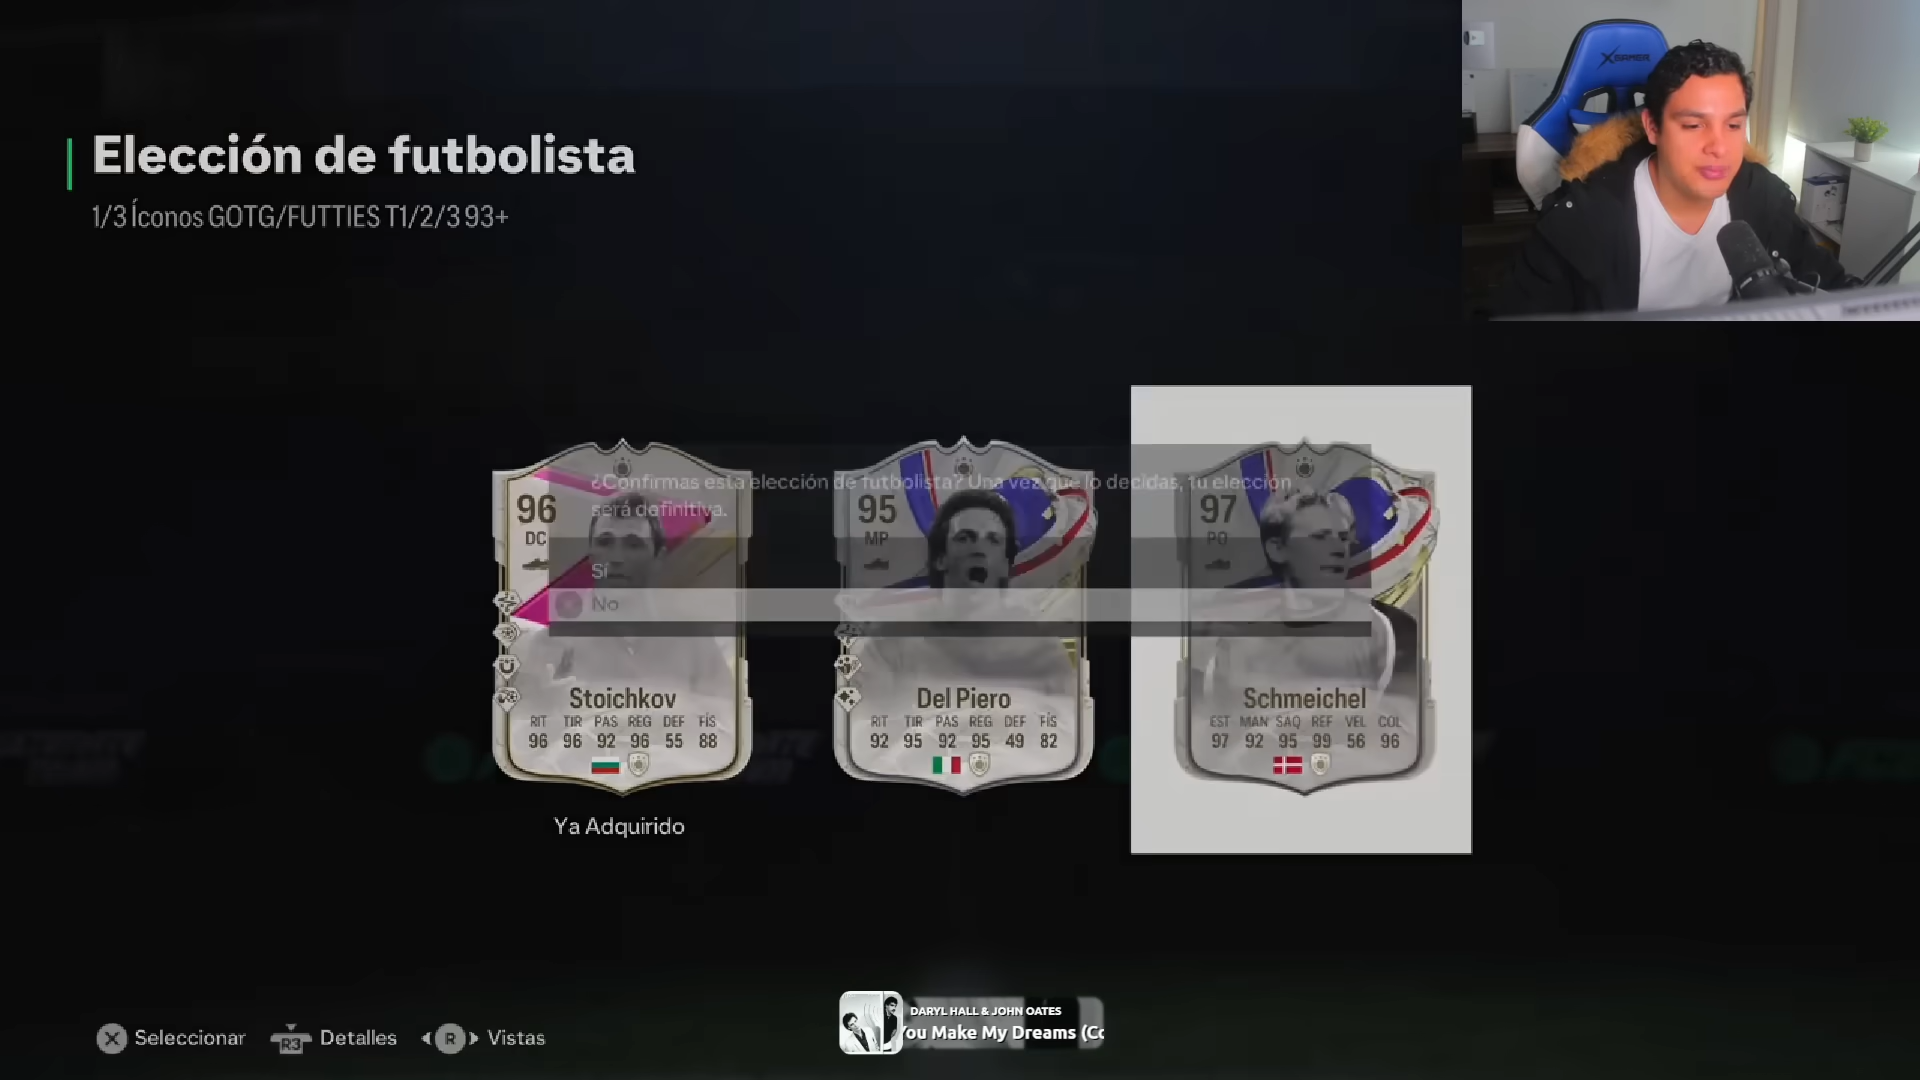 XGAMER
Elección de futbolista
1/3 Íconos GOTG/FUTTIES T1/2/3 93+
¿Confirmas esta elección de futbolista? Una vez que lo decidas, tu elección
será definitiva.
Sí
No
96
DC
Stoichkov
RIT TIR PAS REG DEF FÍS
96 96 92 96 55 88
Ya Adquirido
95
MP
Del Piero
RIT TIR PAS REG DEF FÍS
92 95 92 95 49 82
97
PO
Schmeichel
EST MAN SAQ REF VEL COL
97 92 95 99 56 96
DARYL HALL & JOHN OATES
You Make My Dreams (Co
Seleccionar
R3 Detalles
R Vistas